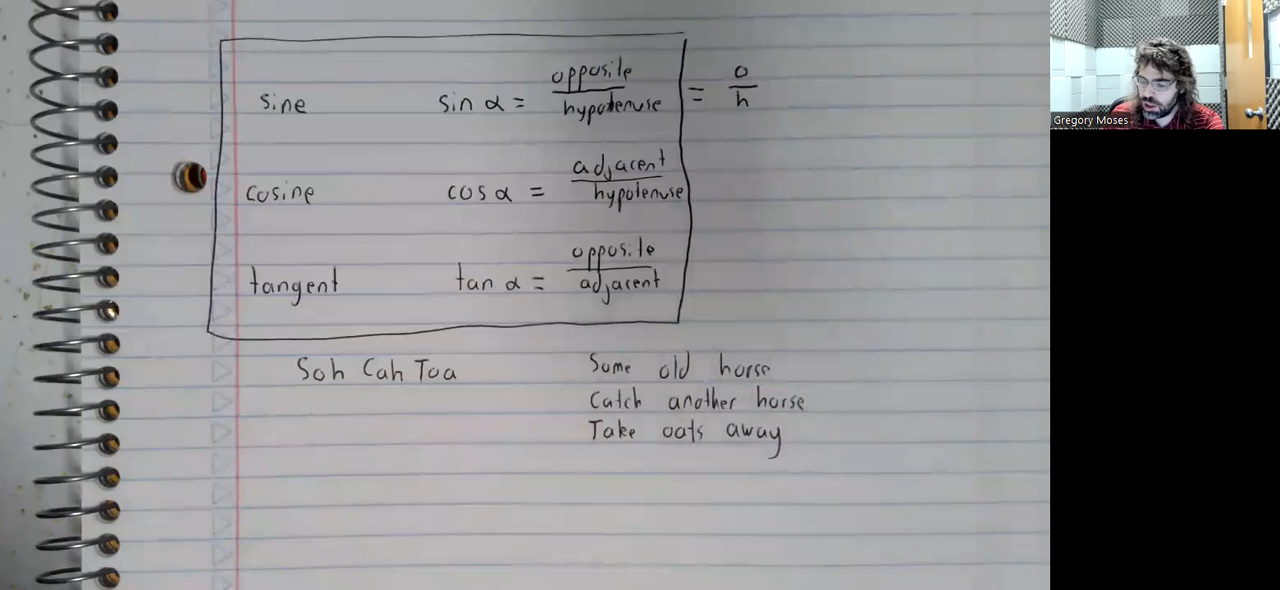 sine sin α = opposite/hypotenuse = o/h
cosine cos α = adjacent/hypotenuse
tangent tan α = opposite/adjacent
Soh Cah Toa
Some old horse
Catch another horse
Take oats away
Gregory Moses